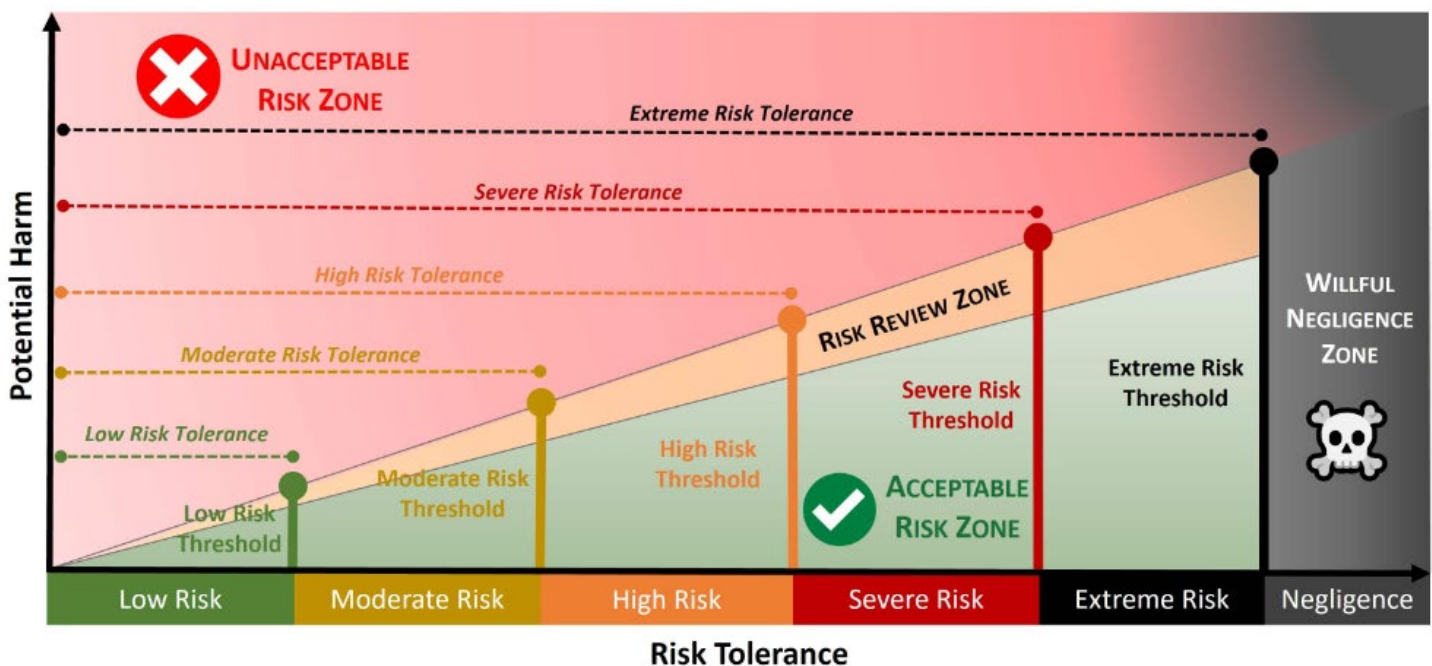 UNACCEPTABLE
RISK ZONE
Extreme Risk Tolerance
Severe Risk Tolerance
High Risk Tolerance
Moderate Risk Tolerance
Low Risk Tolerance
RISK REVIEW ZONE
WILLFUL
NEGLIGENCE
ZONE
Extreme Risk
Threshold
Severe Risk
Threshold
High Risk
Threshold
Moderate Risk
Threshold
Low Risk
Threshold
ACCEPTABLE
RISK ZONE
Potential Harm
Low Risk
Moderate Risk
High Risk
Severe Risk
Extreme Risk
Negligence
Risk Tolerance